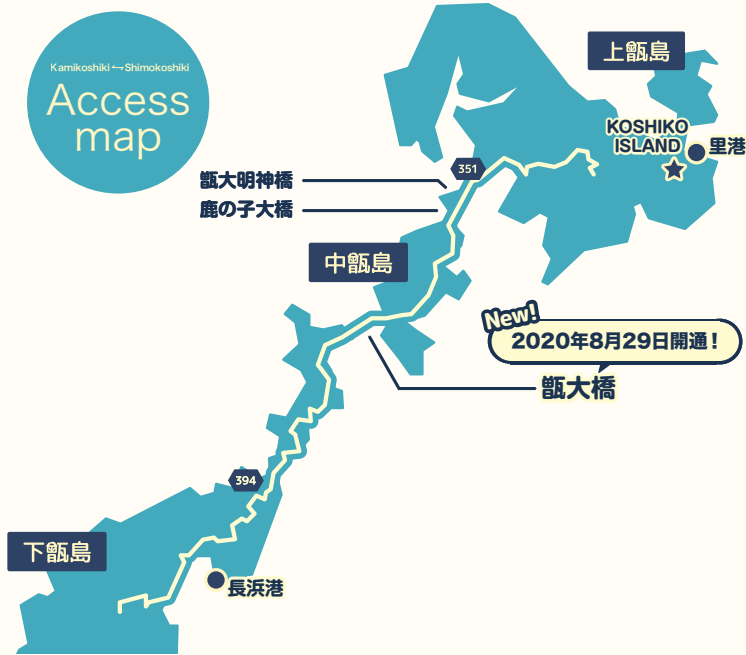 Kamikoshiki ↔ Shimokoshiki
Access
map
上甑島
KOSHIKO
ISLAND
里港
351
甑大明神橋
鹿の子大橋
中甑島
New!
2020年8月29日開通！
甑大橋
394
下甑島
長浜港